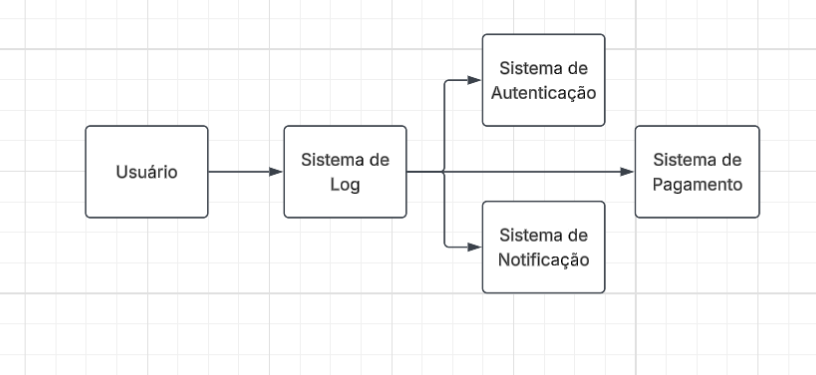 Usuário
Sistema de
Log
Sistema de
Autenticação
Sistema de
Notificação
Sistema de
Pagamento